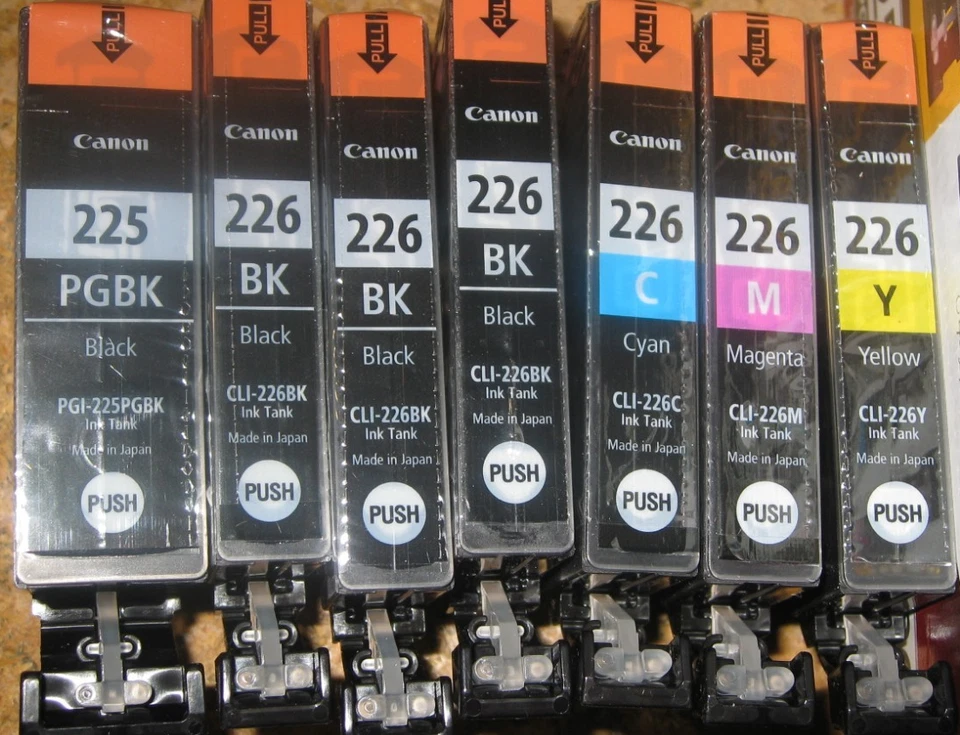 PULL
Canon
225
PGBK
Black
PGI-225PGBK
Ink Tank
Made in Japan
PUSH
PULL
Canon
226
BK
Black
CLI-226BK
Ink Tank
Made in Japan
PUSH
PULL
Canon
226
BK
Black
CLI-226BK
Ink Tank
Made in Japan
PUSH
PULL
Canon
226
BK
Black
CLI-226BK
Ink Tank
Made in Japan
PUSH
PULL
Canon
226
C
Cyan
CLI-226C
Ink Tank
Made in Japan
PUSH
PULL
Canon
226
M
Magenta
CLI-226M
Ink Tank
Made in Japan
PUSH
PULL
Canon
226
Y
Yellow
CLI-226Y
Ink Tank
Made in Japan
PUSH